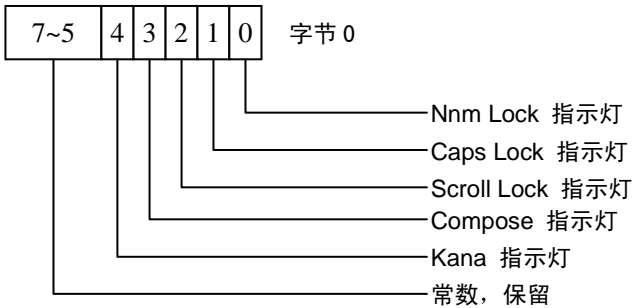 7~5 4 3 2 1 0 字节 0
Nnm Lock 指示灯
Caps Lock 指示灯
Scroll Lock 指示灯
Compose 指示灯
Kana 指示灯
常数，保留